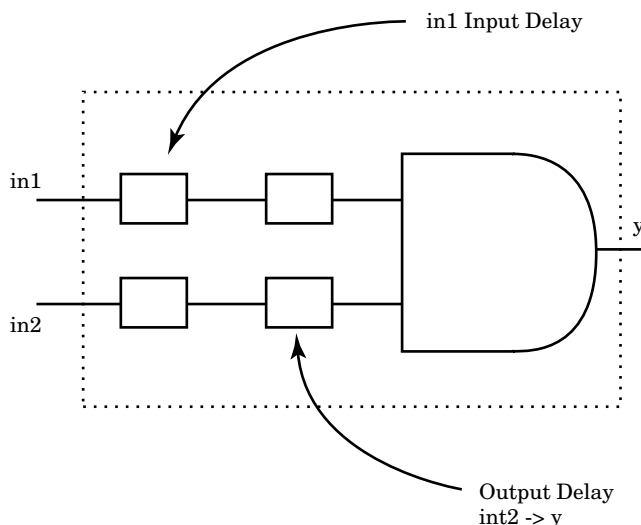 in1 Input Delay
in1
y
in2
Output Delay
int2 -> y